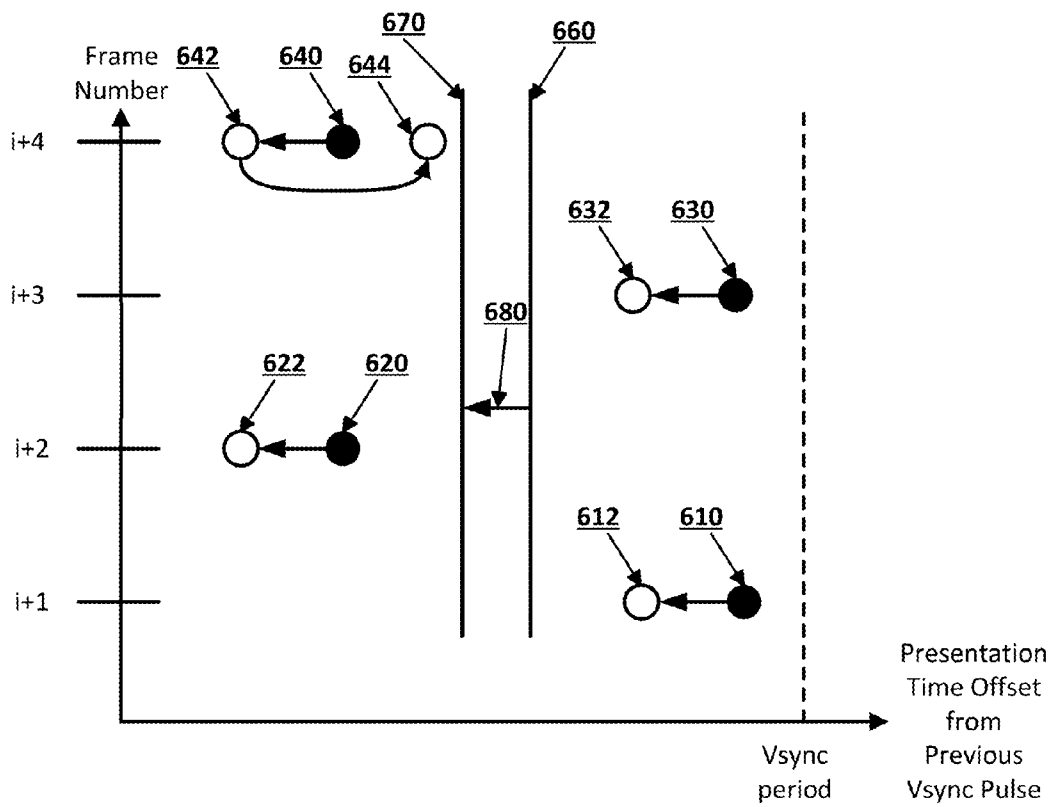 670
660
Frame
Number
642
640
644
i+4
632
630
i+3
680
622
620
i+2
612
610
i+1
Presentation
Time Offset
from
Previous
Vsync Pulse
Vsync
period